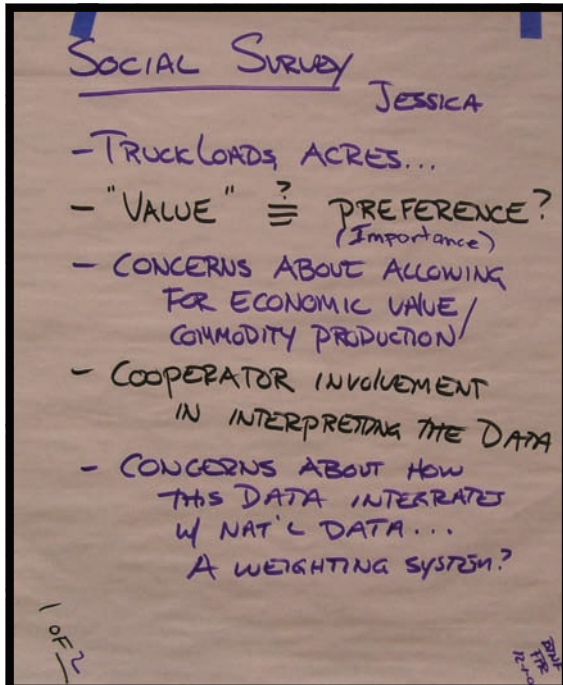 SOCIAL SURVEY
JESSICA
- TRUCKLOADS, ACRES...
?
- "VALUE" ≡ PREFERENCE?
(Importance)
- CONCERNS ABOUT ALLOWING
FOR ECONOMIC VALUE/
COMMODITY PRODUCTION
- COOPERATOR INVOLVEMENT
IN INTERPRETING THE DATA
- CONCERNS ABOUT HOW
THIS DATA INTEGRATES
W/ NAT'L DATA...
A WEIGHTING SYSTEM?
1 OF 2